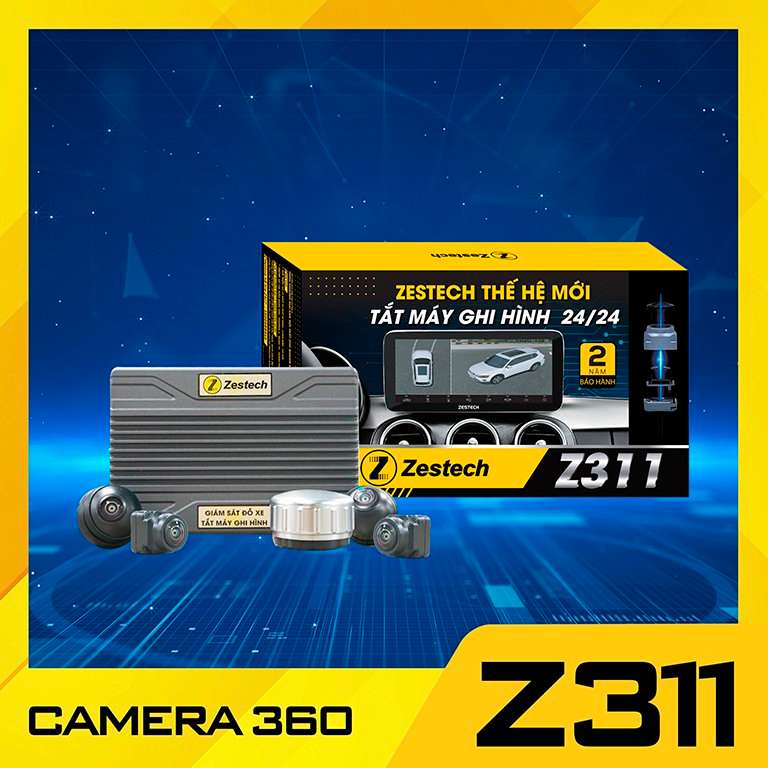 Zestech
ZESTECH THẾ HỆ MỚI
TẮT MÁY GHI HÌNH 24/24
2
NĂM
BẢO HÀNH
ZESTECH
Zestech
Zestech
Z311
GIÁM SÁT ĐỖ XE
TẮT MÁY GHI HÌNH
CAMERA 360
Z311